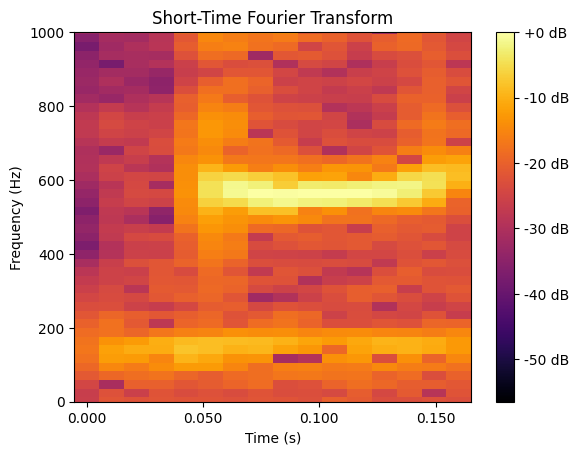 Short-Time Fourier Transform
Frequency (Hz)
1000
800
600
400
200
0
0.000 0.050 0.100 0.150
Time (s)
+0 dB
-10 dB
-20 dB
-30 dB
-40 dB
-50 dB